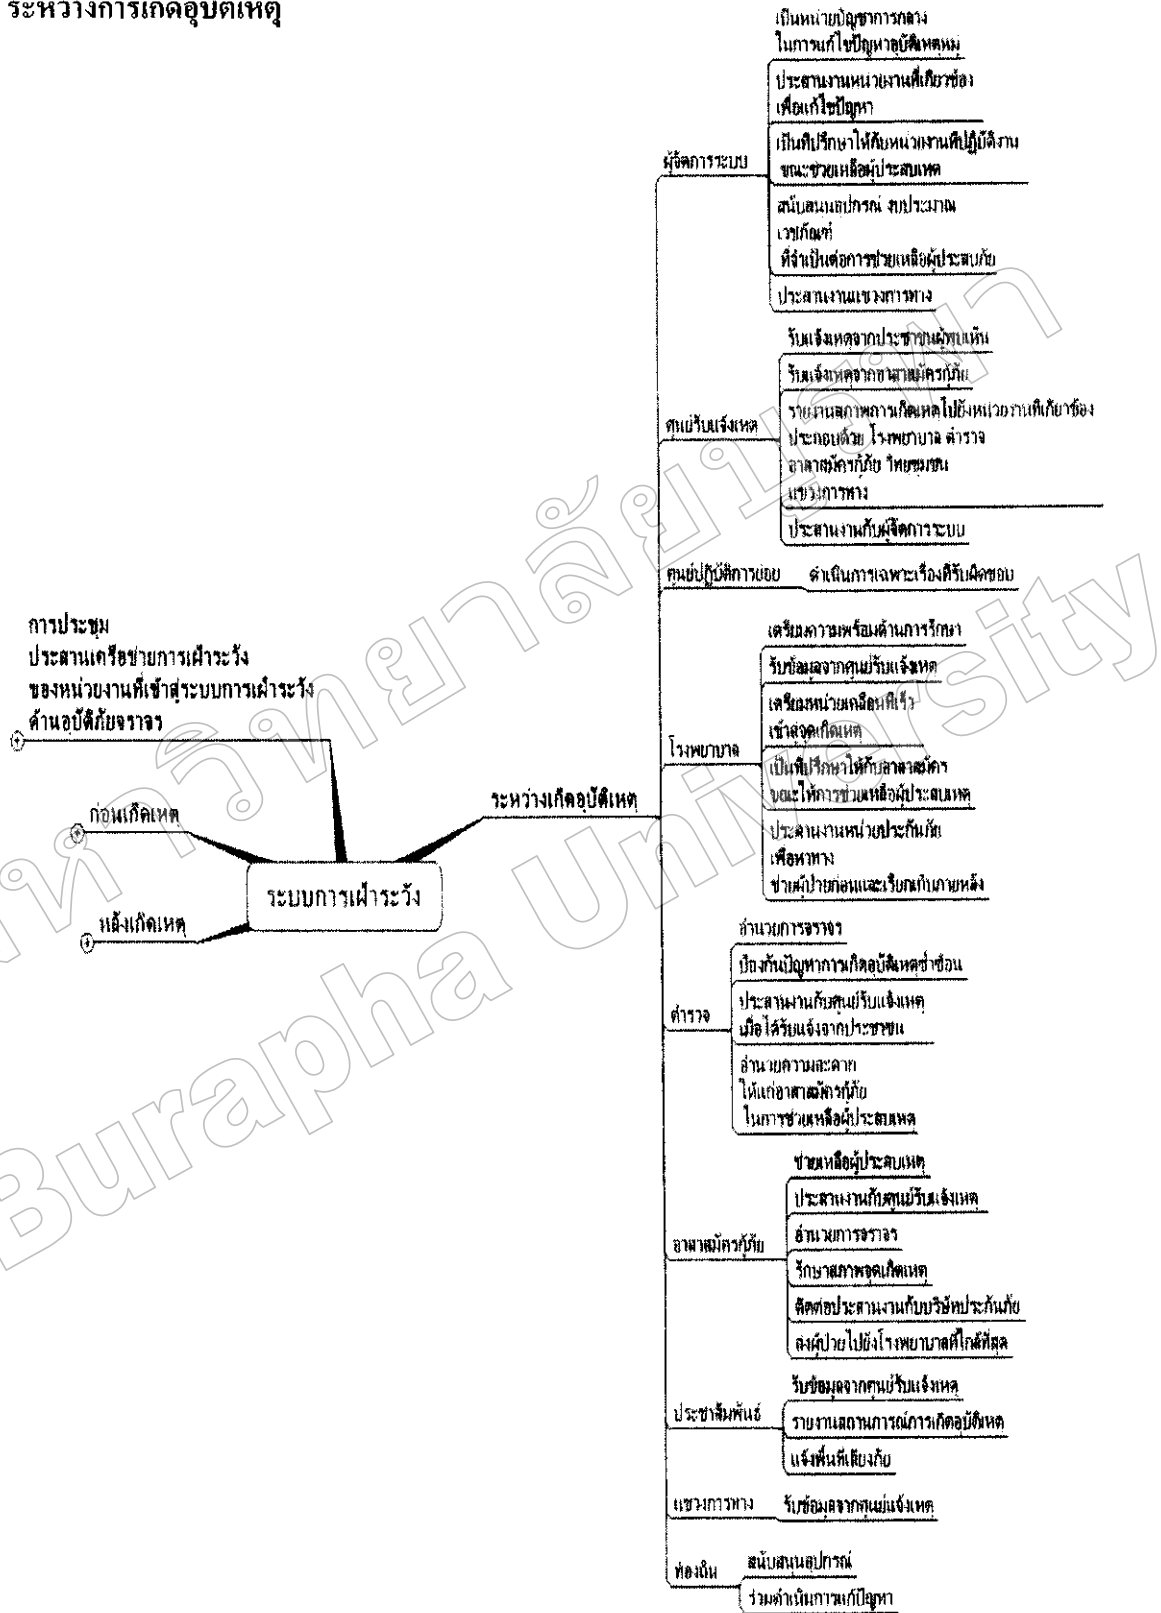 ระหว่างการเกิดอุบัติเหตุ
เป็นหน่วยบัญชาการกลาง
ในการแก้ไขปัญหาอุบัติเหตุหมู่
ประสานงานหน่วยงานที่เกี่ยวข้อง
เพื่อแก้ไขปัญหา
เป็นที่ปรึกษาให้กับหน่วยงานที่ปฏิบัติงาน
ขณะช่วยเหลือผู้ประสบเหตุ
ผู้จัดการระบบ
สนับสนุนอุปกรณ์ งบประมาณ
เวชภัณฑ์
ที่จำเป็นต่อการช่วยเหลือผู้ประสบภัย
ประสานงานแขวงการทาง
รับแจ้งเหตุจากประชาชนผู้พบเห็น
รับแจ้งเหตุจากอาสาสมัครกู้ภัย
ศูนย์รับแจ้งเหตุ
รายงานสภาพการเกิดเหตุไปยังหน่วยงานที่เกี่ยวข้อง
ประกอบด้วย โรงพยาบาล ตำรวจ
อาสาสมัครกู้ภัย วิทยุชุมชน
แขวงการทาง
ประสานงานกับผู้จัดการระบบ
ศูนย์ปฏิบัติการย่อย
ดำเนินการเฉพาะเรื่องที่รับผิดชอบ
การประชุม
ประสานเครือข่ายการเฝ้าระวัง
ของหน่วยงานที่เข้าสู่ระบบการเฝ้าระวัง
ด้านอุบัติภัยจราจร
ก่อนเกิดเหตุ
หลังเกิดเหตุ
ระบบการเฝ้าระวัง
ระหว่างเกิดอุบัติเหตุ
เตรียมความพร้อมด้านการรักษา
รับข้อมูลจากศูนย์รับแจ้งเหตุ
เตรียมหน่วยเคลื่อนที่เร็ว
เข้าสู่จุดเกิดเหตุ
โรงพยาบาล
เป็นที่ปรึกษาให้กับอาสาสมัคร
ขณะให้การช่วยเหลือผู้ประสบเหตุ
ประสานงานหน่วยประกันภัย
เพื่อหาทาง
ช่วยผู้ป่วยก่อนและเรียกเก็บภายหลัง
อำนวยการจราจร
ป้องกันปัญหาการเกิดอุบัติเหตุซ้ำซ้อน
ตำรวจ
ประสานงานกับศูนย์รับแจ้งเหตุ
เมื่อได้รับแจ้งจากประชาชน
อำนวยความสะดวก
ให้แก่อาสาสมัครกู้ภัย
ในการช่วยเหลือผู้ประสบเหตุ
ช่วยเหลือผู้ประสบเหตุ
ประสานงานกับศูนย์รับแจ้งเหตุ
อาสาสมัครกู้ภัย
อำนวยการจราจร
รักษาสภาพจุดเกิดเหตุ
ติดต่อประสานงานกับบริษัทประกันภัย
ส่งผู้ป่วยไปยังโรงพยาบาลที่ใกล้ที่สุด
รับข้อมูลจากศูนย์รับแจ้งเหตุ
ประชาสัมพันธ์
รายงานสถานการณ์การเกิดอุบัติเหตุ
แจ้งพื้นที่เสี่ยงภัย
แขวงการทาง
รับข้อมูลจากศูนย์แจ้งเหตุ
ท้องถิ่น
สนับสนุนอุปกรณ์
ร่วมดำเนินการแก้ปัญหา
มหาวิทยาลัยบูรพา
Burapha University